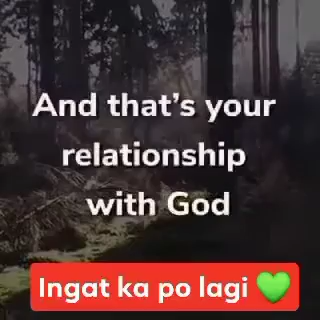 And that's your
relationship
with God
Ingat ka po lagi 💚